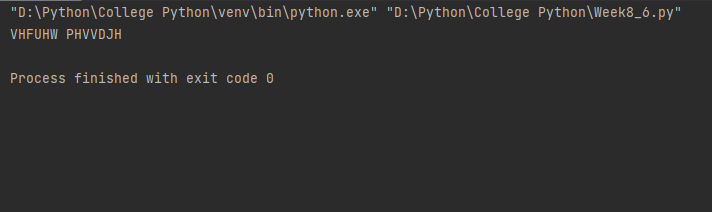 "D:\Python\College Python\venv\bin\python.exe" "D:\Python\College Python\Week8_6.py"
VHFUHW PHVVDJH
Process finished with exit code 0